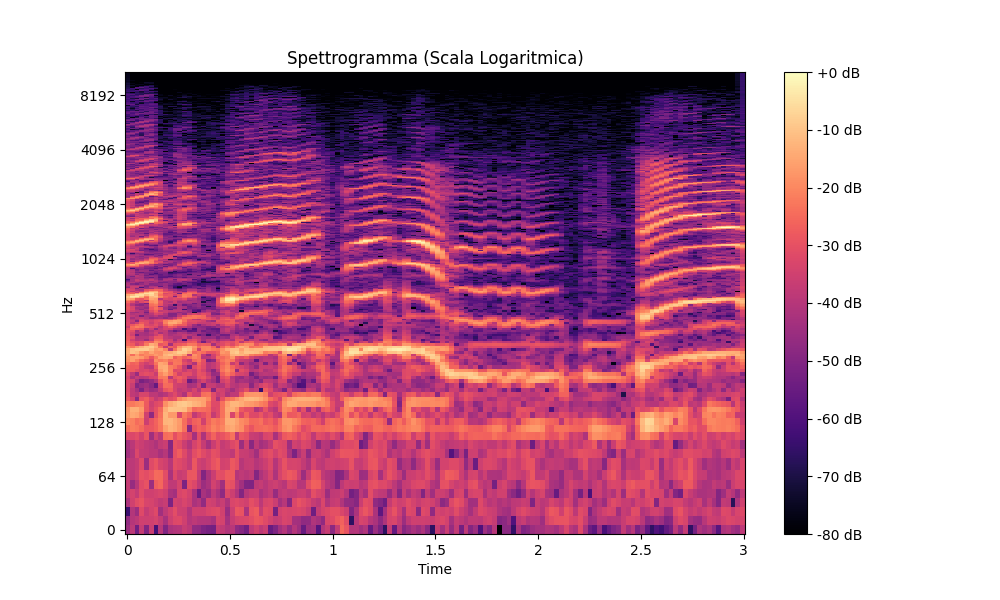 Spettrogramma (Scala Logaritmica)
Hz
8192
4096
2048
1024
512
256
128
64
0
0 0.5 1 1.5 2 2.5 3
Time
+0 dB
-10 dB
-20 dB
-30 dB
-40 dB
-50 dB
-60 dB
-70 dB
-80 dB